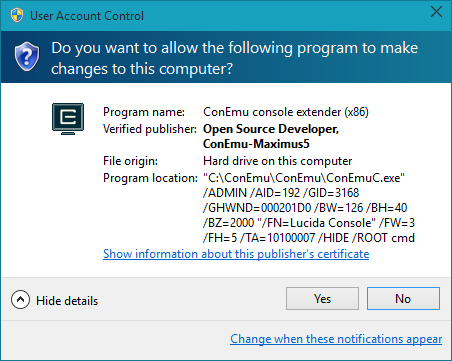 User Account Control
Do you want to allow the following program to make
changes to this computer?
Program name: ConEmu console extender (x86)
Verified publisher: Open Source Developer,
ConEmu-Maximus5
File origin: Hard drive on this computer
Program location: "C:\ConEmu\ConEmu\ConEmuC.exe"
/ADMIN /AID=192 /GID=3168
/GHWND=000201D0 /BW=126 /BH=40
/BZ=2000 "/FN=Lucida Console" /FW=3
/FH=5 /TA=10100007 /HIDE /ROOT cmd
Show information about this publisher's certificate
Hide details Yes No
Change when these notifications appear